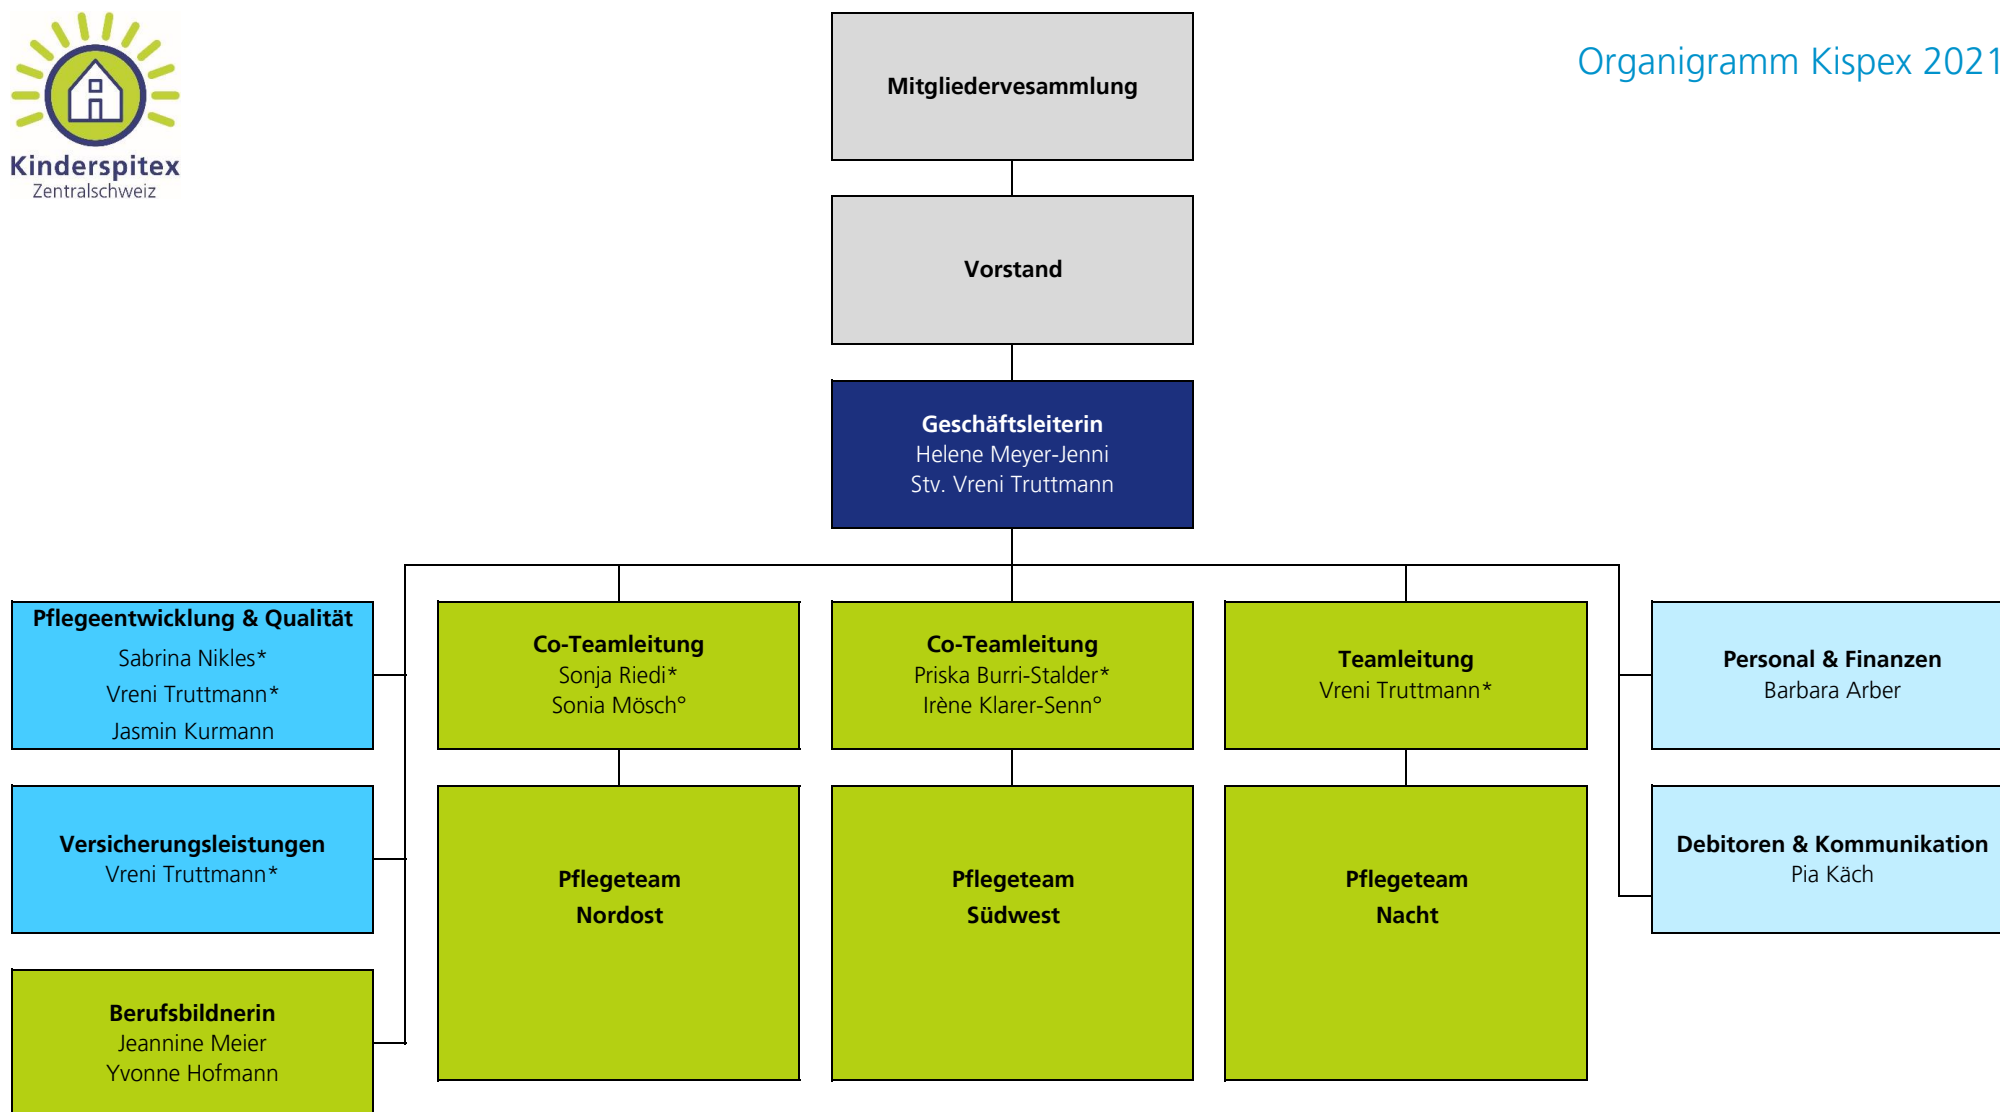 Kinderspitex
Zentralschweiz
Organigramm Kispex 2021
Mitgliedervesammlung
Vorstand
Geschäftsleiterin
Helene Meyer-Jenni
Stv. Vreni Truttmann
Pflegeentwicklung & Qualität
Sabrina Nikles*
Vreni Truttmann*
Jasmin Kurmann
Co-Teamleitung
Sonja Riedi*
Sonia Mösch°
Co-Teamleitung
Priska Burri-Stalder*
Irène Klarer-Senn°
Teamleitung
Vreni Truttmann*
Personal & Finanzen
Barbara Arber
Versicherungsleistungen
Vreni Truttmann*
Pflegeteam
Nordost
Pflegeteam
Südwest
Pflegeteam
Nacht
Debitoren & Kommunikation
Pia Käch
Berufsbildnerin
Jeannine Meier
Yvonne Hofmann